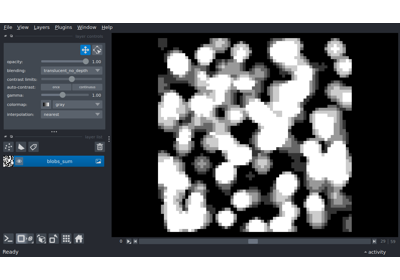 File View Layers Plugins Window Help
opacity: 1.00
blending: translucent_no_depth
contrast limits:
auto-contrast: once continuous
gamma: 1.00
colormap: gray
interpolation: nearest
blobs_sum
Ready
activity